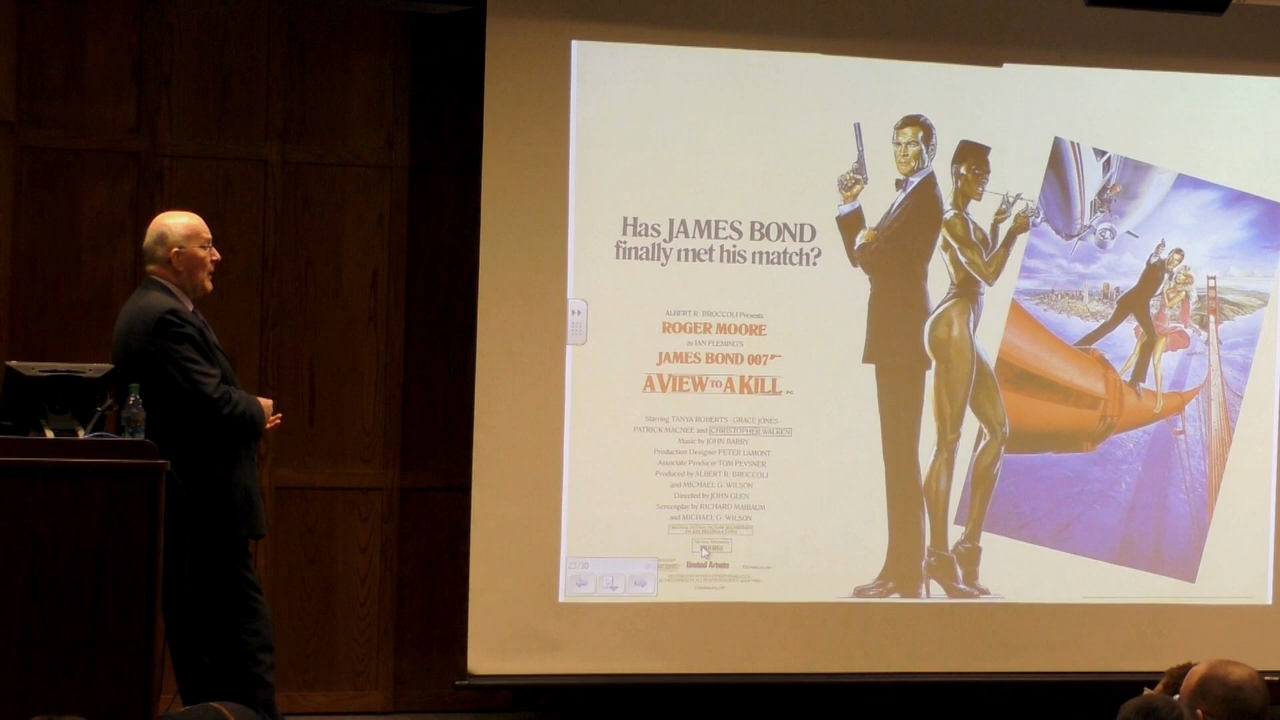 Has JAMES BOND
finally met his match?
ALBERT R. BROCCOLI Presents
ROGER MOORE
as IAN FLEMING'S
JAMES BOND 007
A VIEW TO A KILL PG
Starring TANYA ROBERTS · GRACE JONES
PATRICK MACNEE and CHRISTOPHER WALKEN
Music by JOHN BARRY
Production Designer PETER LAMONT
Associate Producer TOM PEVSNER
Produced by ALBERT R. BROCCOLI
and MICHAEL G. WILSON
Directed by JOHN GLEN
Screenplay by RICHARD MAIBAUM
and MICHAEL G. WILSON
United Artists
23/30